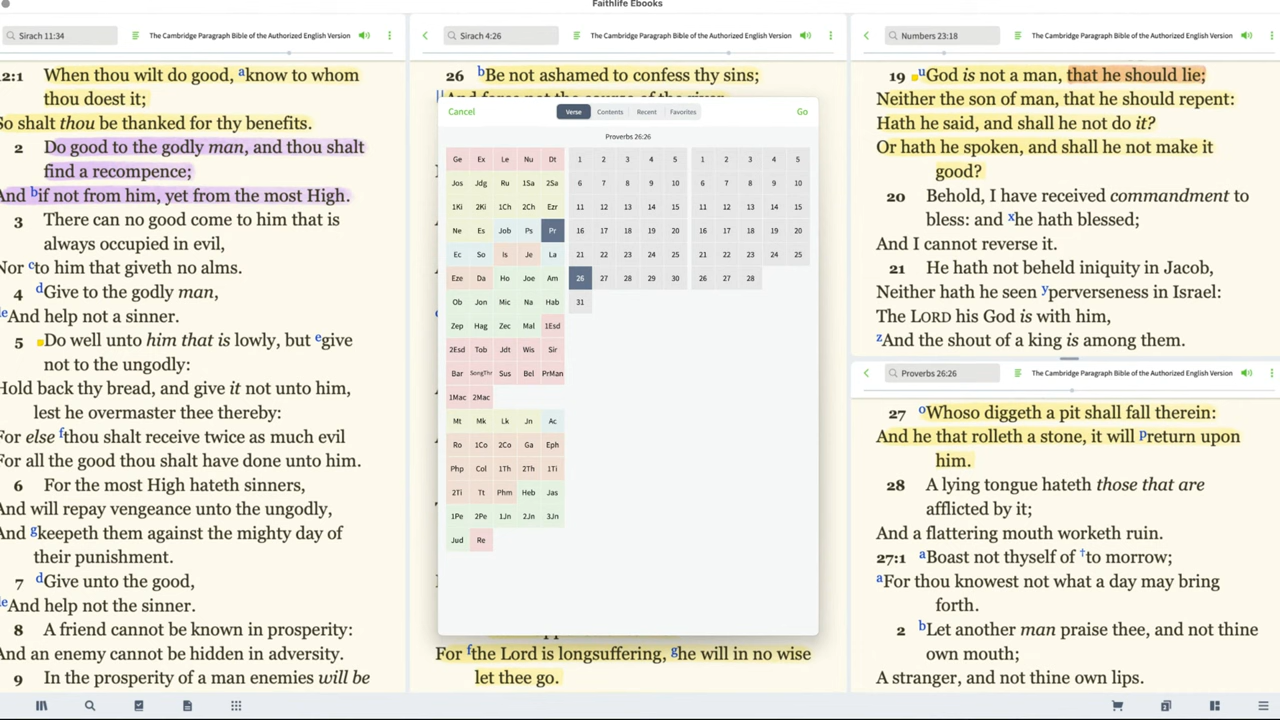 Faithlife Ebooks
Sirach 11:34
The Cambridge Paragraph Bible of the Authorized English Version
12:1 When thou wilt do good, ᵃknow to whom
thou doest it;
So shalt thou be thanked for thy benefits.
2 Do good to the godly man, and thou shalt
find a recompence;
And ᵇif not from him, yet from the most High.
3 There can no good come to him that is
always occupied in evil,
Nor ᶜto him that giveth no alms.
4 ᵈGive to the godly man,
ᵉAnd help not a sinner.
5 Do well unto him that is lowly, but ᵉgive
not to the ungodly:
Hold back thy bread, and give it not unto him,
lest he overmaster thee thereby:
For else ᶠthou shalt receive twice as much evil
For all the good thou shalt have done unto him.
6 For the most High hateth sinners,
And will repay vengeance unto the ungodly,
And ᵍkeepeth them against the mighty day of
their punishment.
7 ᵈGive unto the good,
ᵉAnd help not the sinner.
8 A friend cannot be known in prosperity:
And an enemy cannot be hidden in adversity.
9 In the prosperity of a man enemies will be
Sirach 4:26
The Cambridge Paragraph Bible of the Authorized English Version
26 ᵇBe not ashamed to confess thy sins;
Cancel
Verse Contents Recent Favorites
Go
Proverbs 26:26
Ge Ex Le Nu Dt 1 2 3 4 5 1 2 3 4 5
Jos Jdg Ru 1Sa 2Sa 6 7 8 9 10 6 7 8 9 10
1Ki 2Ki 1Ch 2Ch Ezr 11 12 13 14 15 11 12 13 14 15
Ne Es Job Ps Pr 16 17 18 19 20 16 17 18 19 20
Ec So Is Je La 21 22 23 24 25 21 22 23 24 25
Eze Da Ho Joe Am 26 27 28 29 30 26 27 28
Ob Jon Mic Na Hab 31
Zep Hag Zec Mal 1Esd
2Esd Tob Jdt Wis Sir
Bar SongThr Sus Bel PrMan
1Mac 2Mac
Mt Mk Lk Jn Ac
Ro 1Co 2Co Ga Eph
Php Col 1Th 2Th 1Ti
2Ti Tt Phm Heb Jas
1Pe 2Pe 1Jn 2Jn 3Jn
Jud Re
For ᶠthe Lord is longsuffering, ᵍhe will in no wise
let thee go.
Numbers 23:18
The Cambridge Paragraph Bible of the Authorized English Version
19 ᵘGod is not a man, that he should lie;
Neither the son of man, that he should repent:
Hath he said, and shall he not do it?
Or hath he spoken, and shall he not make it
good?
20 Behold, I have received commandment to
bless: and ˣhe hath blessed;
And I cannot reverse it.
21 He hath not beheld iniquity in Jacob,
Neither hath he seen ʸperverseness in Israel:
The LORD his God is with him,
ᶻAnd the shout of a king is among them.
Proverbs 26:26
The Cambridge Paragraph Bible of the Authorized English Version
27 ᵒWhoso diggeth a pit shall fall therein:
And he that rolleth a stone, it will ᵖreturn upon
him.
28 A lying tongue hateth those that are
afflicted by it;
And a flattering mouth worketh ruin.
27:1 ᵃBoast not thyself of †to morrow;
ᵃFor thou knowest not what a day may bring
forth.
2 ᵇLet another man praise thee, and not thine
own mouth;
A stranger, and not thine own lips.